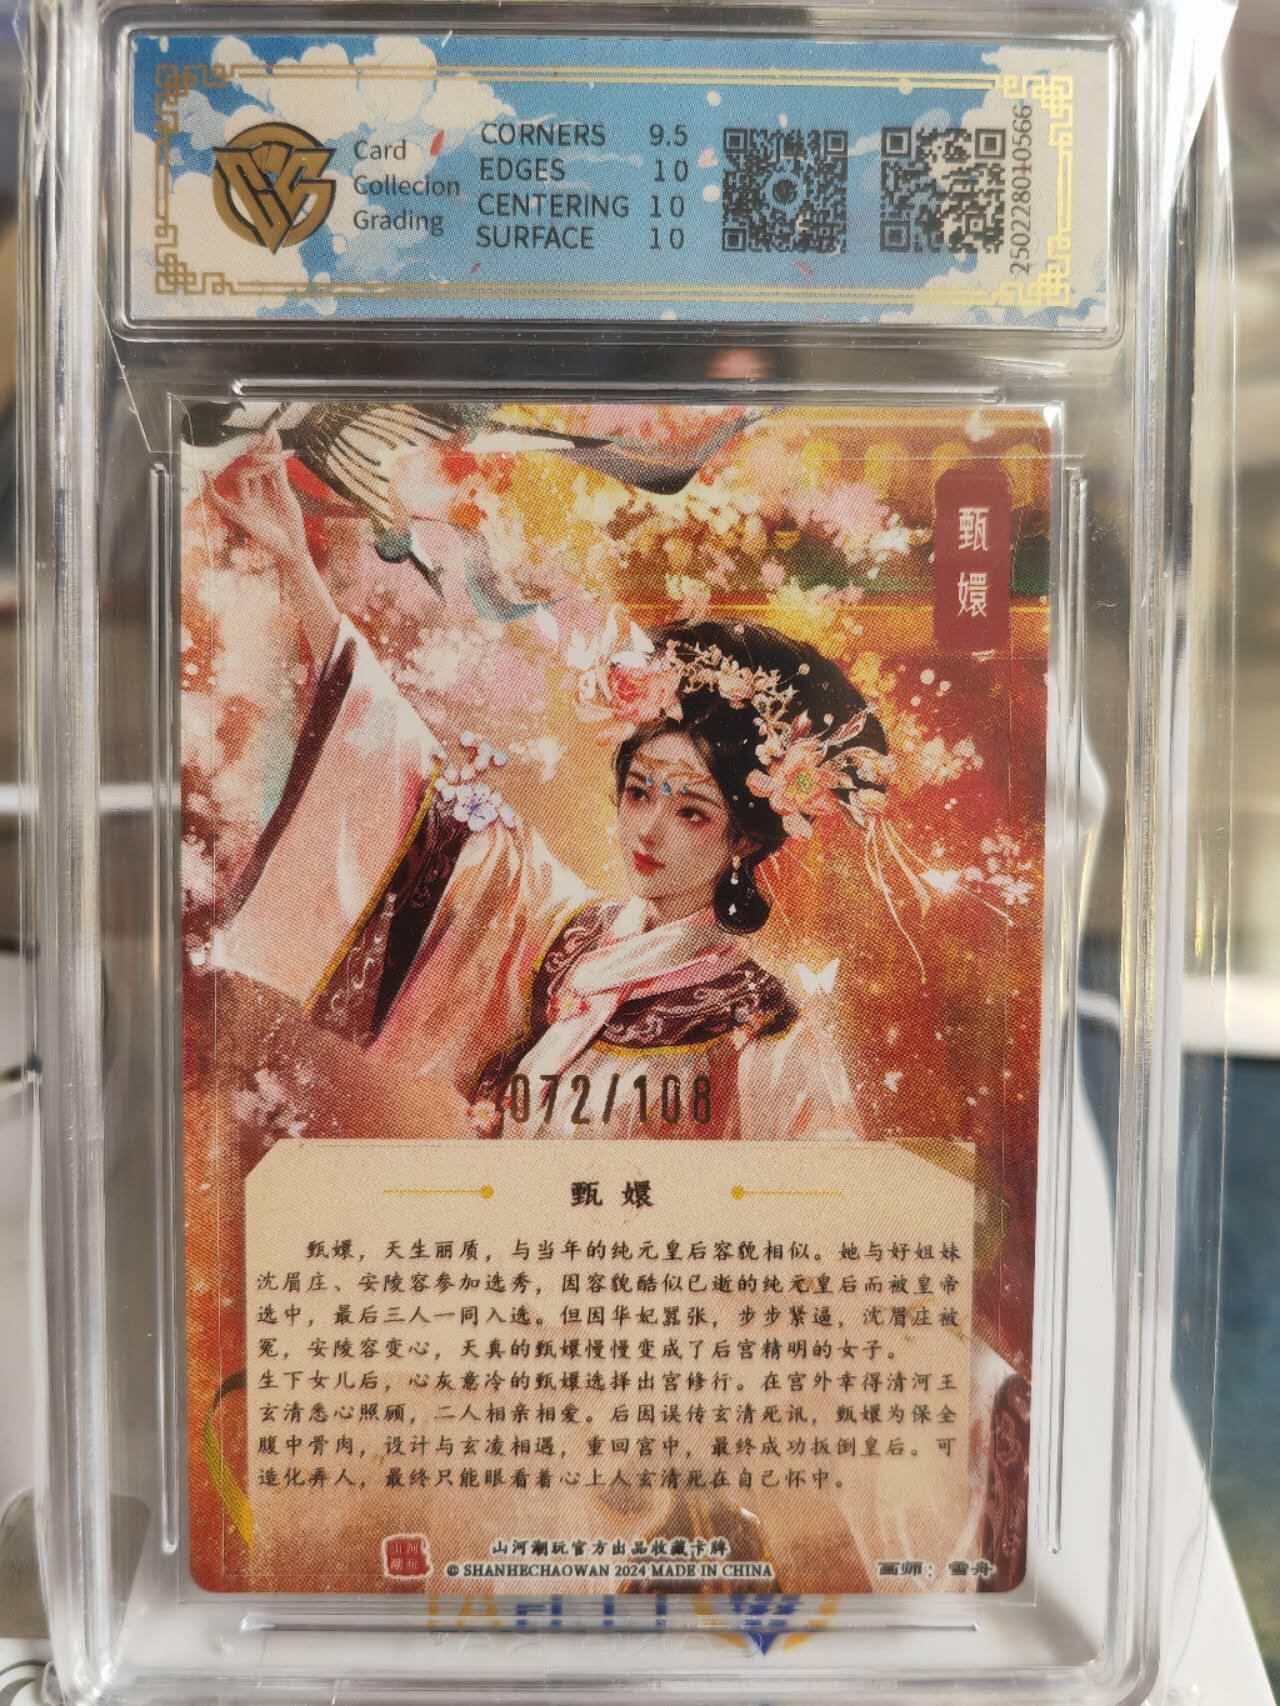 Card
Collecion
Grading
CORNERS 9.5
EDGES 10
CENTERING 10
SURFACE 10
250228010566
甄嬛
072/108
甄嬛
甄嬛，天生丽质，与当年的纯元皇后容貌相似。她与好姐妹
沈眉庄、安陵容参加选秀，因容貌酷似已逝的纯元皇后而被皇帝
选中，最后三人一同入选。但因华妃嚣张，步步紧逼，沈眉庄被
冤，安陵容变心，天真的甄嬛慢慢变成了后宫精明的女子。
生下女儿后，心灰意冷的甄嬛选择出宫修行。在宫外幸得清河王
玄清悉心照顾，二人相亲相爱。后因误传玄清死讯，甄嬛为保全
腹中骨肉，设计与玄凌相遇，重回宫中，最终成功扳倒皇后。可
造化弄人，最终只能眼看着心上人玄清死在自己怀中。
山河
潮玩
山河潮玩官方出品收藏卡牌
© SHANHECHAOWAN 2024 MADE IN CHINA
画师：雪舟